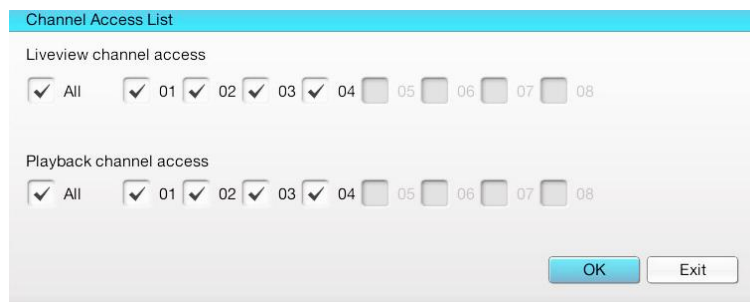 Channel Access List
Liveview channel access
All 01 02 03 04 05 06 07 08
Playback channel access
All 01 02 03 04 05 06 07 08
OK Exit